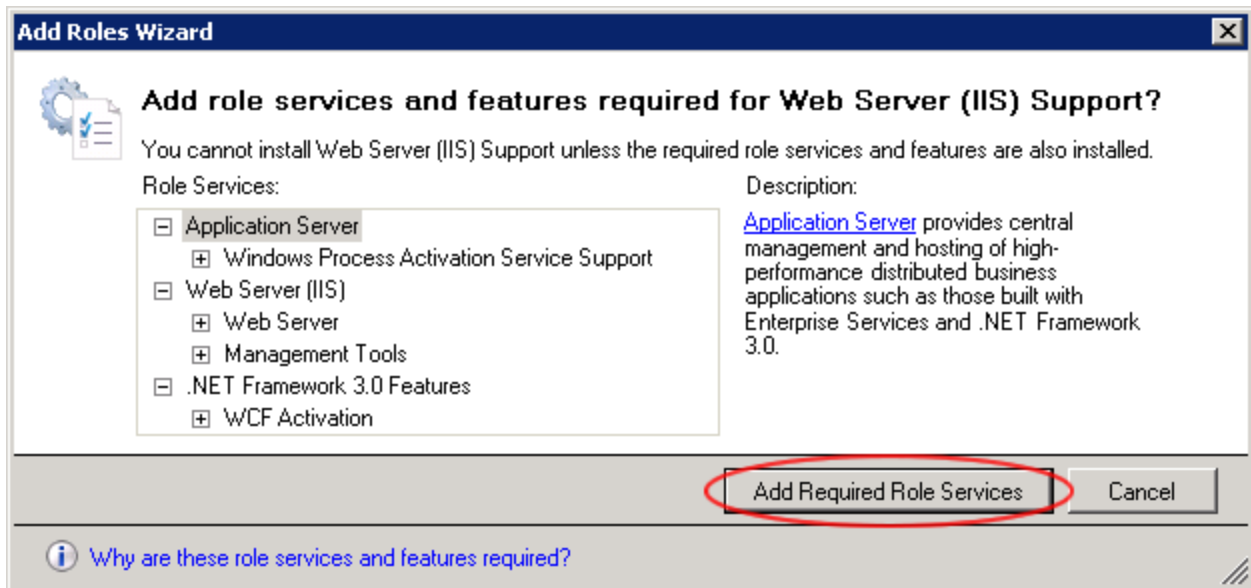 Add Roles Wizard
Add role services and features required for Web Server (IIS) Support?
You cannot install Web Server (IIS) Support unless the required role services and features are also installed.
Role Services:
Application Server
Windows Process Activation Service Support
Web Server (IIS)
Web Server
Management Tools
.NET Framework 3.0 Features
WCF Activation
Description:
Application Server provides central
management and hosting of high-
performance distributed business
applications such as those built with
Enterprise Services and .NET Framework
3.0.
Add Required Role Services
Cancel
Why are these role services and features required?